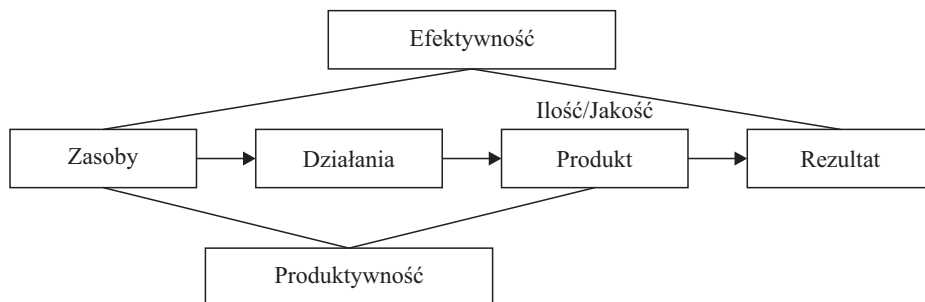 Efektywność
Ilość/Jakość
Zasoby
Działania
Produkt
Rezultat
Produktywność